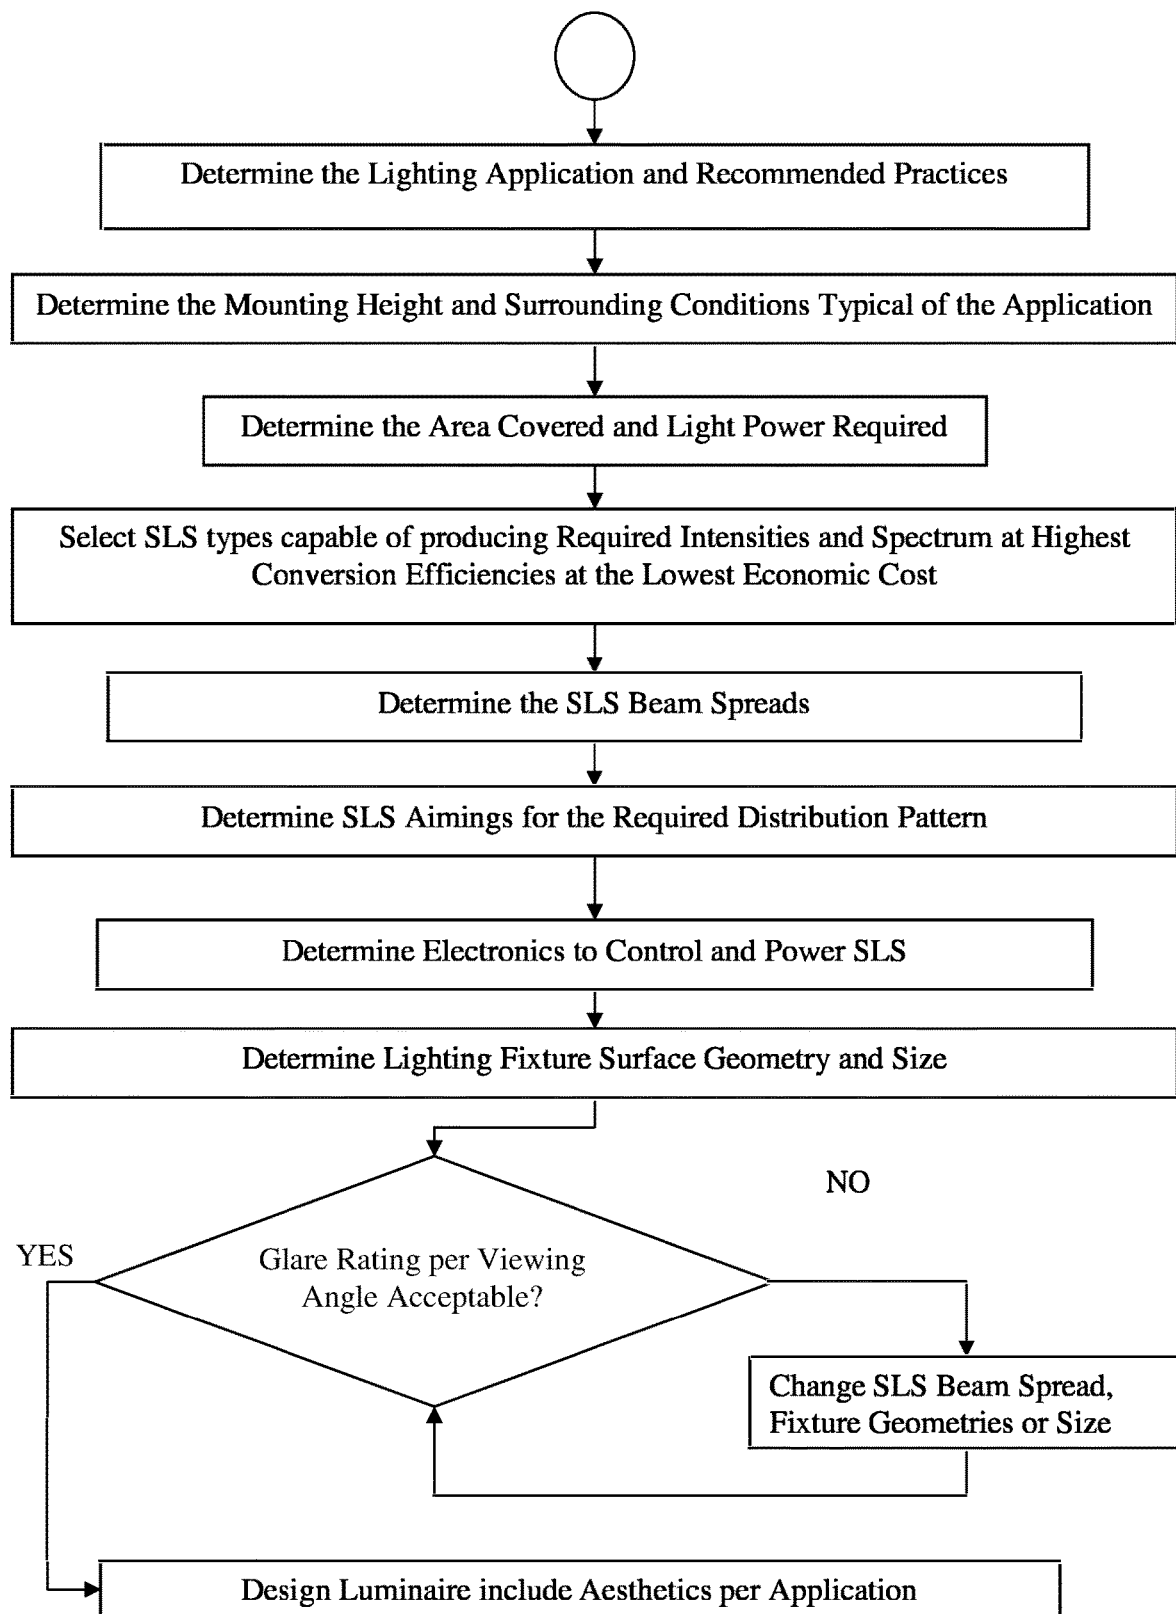 Determine the Lighting Application and Recommended Practices
Determine the Mounting Height and Surrounding Conditions Typical of the Application
Determine the Area Covered and Light Power Required
Select SLS types capable of producing Required Intensities and Spectrum at Highest
Conversion Efficiencies at the Lowest Economic Cost
Determine the SLS Beam Spreads
Determine SLS Aimings for the Required Distribution Pattern
Determine Electronics to Control and Power SLS
Determine Lighting Fixture Surface Geometry and Size
NO
YES
Glare Rating per Viewing
Angle Acceptable?
Change SLS Beam Spread,
Fixture Geometries or Size
Design Luminaire include Aesthetics per Application